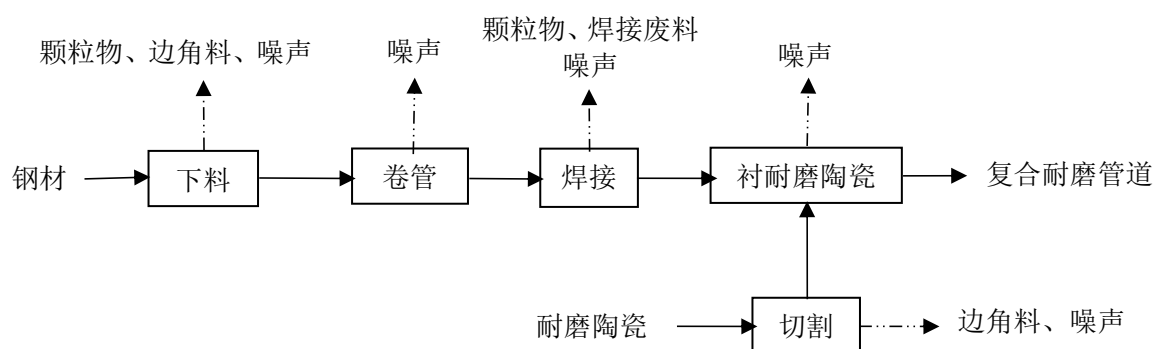 颗粒物、边角料、噪声
噪声
颗粒物、焊接废料
噪声
噪声
钢材
下料
卷管
焊接
衬耐磨陶瓷
复合耐磨管道
耐磨陶瓷
切割
边角料、噪声